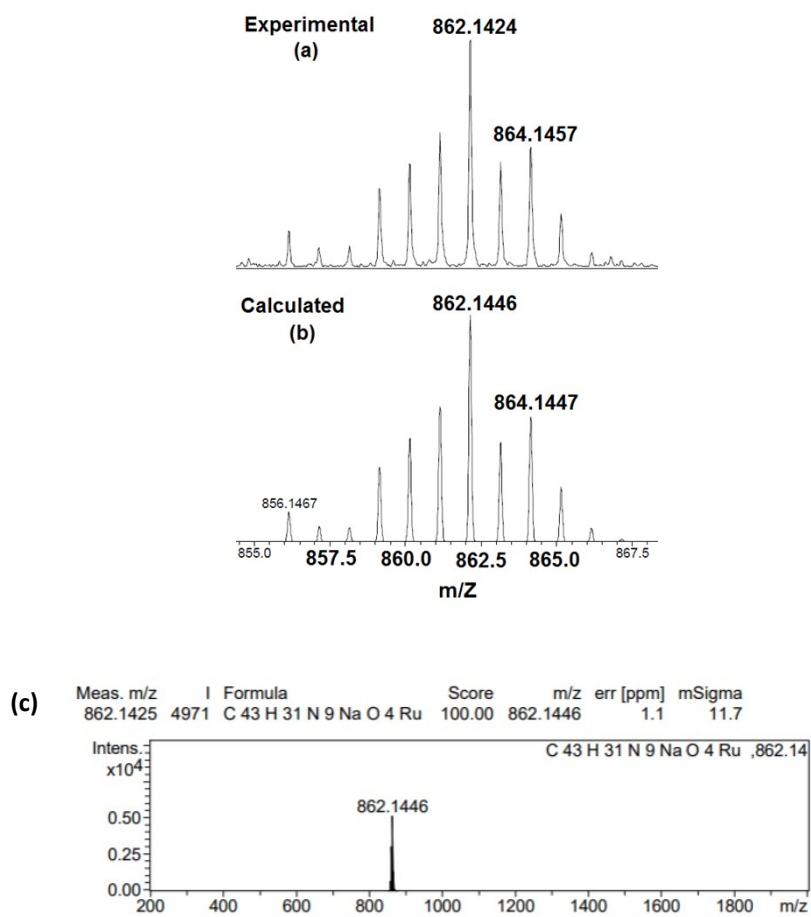 Experimental
(a)
862.1424
864.1457
Calculated
(b)
862.1446
864.1447
856.1467
855.0 857.5 860.0 862.5 865.0 867.5
m/Z
(c)
Meas. m/z I Formula Score m/z err [ppm] mSigma
862.1425 4971 C 43 H 31 N 9 Na O 4 Ru 100.00 862.1446 1.1 11.7
Intens. C 43 H 31 N 9 Na O 4 Ru ,862.14
x10⁴
862.1446
0.50
0.25
0.00
200 400 600 800 1000 1200 1400 1600 1800 m/z